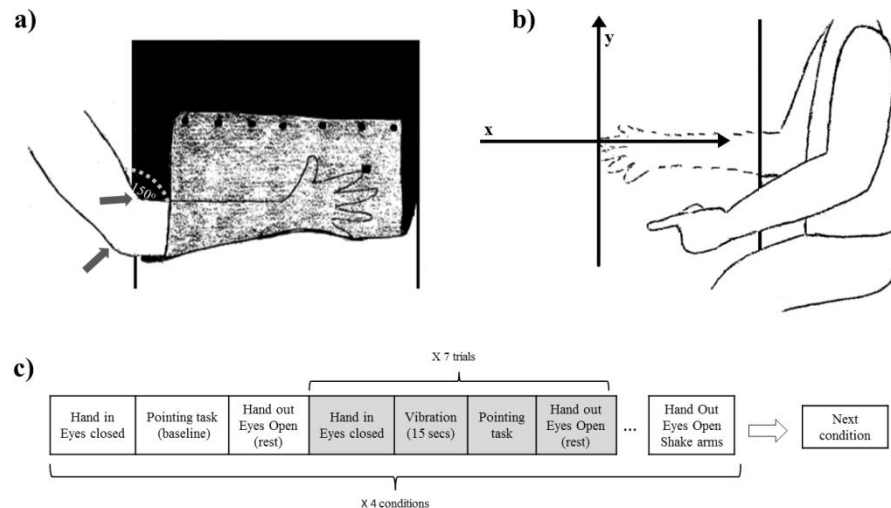 a)
150°
b)
y
x
c)
X 7 trials
Hand in
Eyes closed
Pointing task
(baseline)
Hand out
Eyes Open
(rest)
Hand in
Eyes closed
Vibration
(15 secs)
Pointing
task
Hand out
Eyes Open
(rest)
...
Hand Out
Eyes Open
Shake arms
Next
condition
X 4 conditions